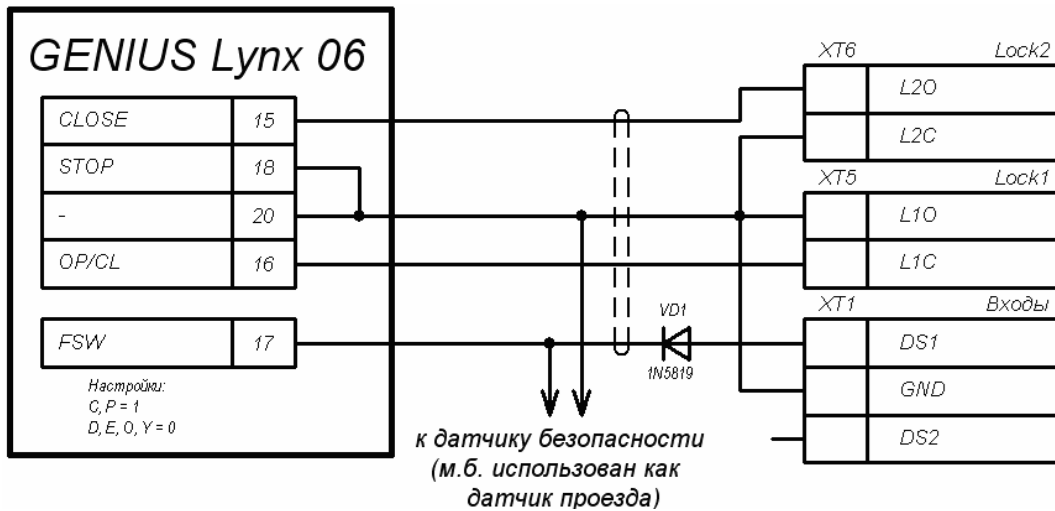 GENIUS Lynx 06
CLOSE 15
STOP 18
- 20
OP/CL 16
FSW 17
Настройки:
C, P = 1
D, E, O, Y = 0
VD1
1N5819
к датчику безопасности
(м.б. использован как
датчик проезда)
XT6 Lock2
L2O
L2C
XT5 Lock1
L1O
L1C
XT1 Входы
DS1
GND
DS2